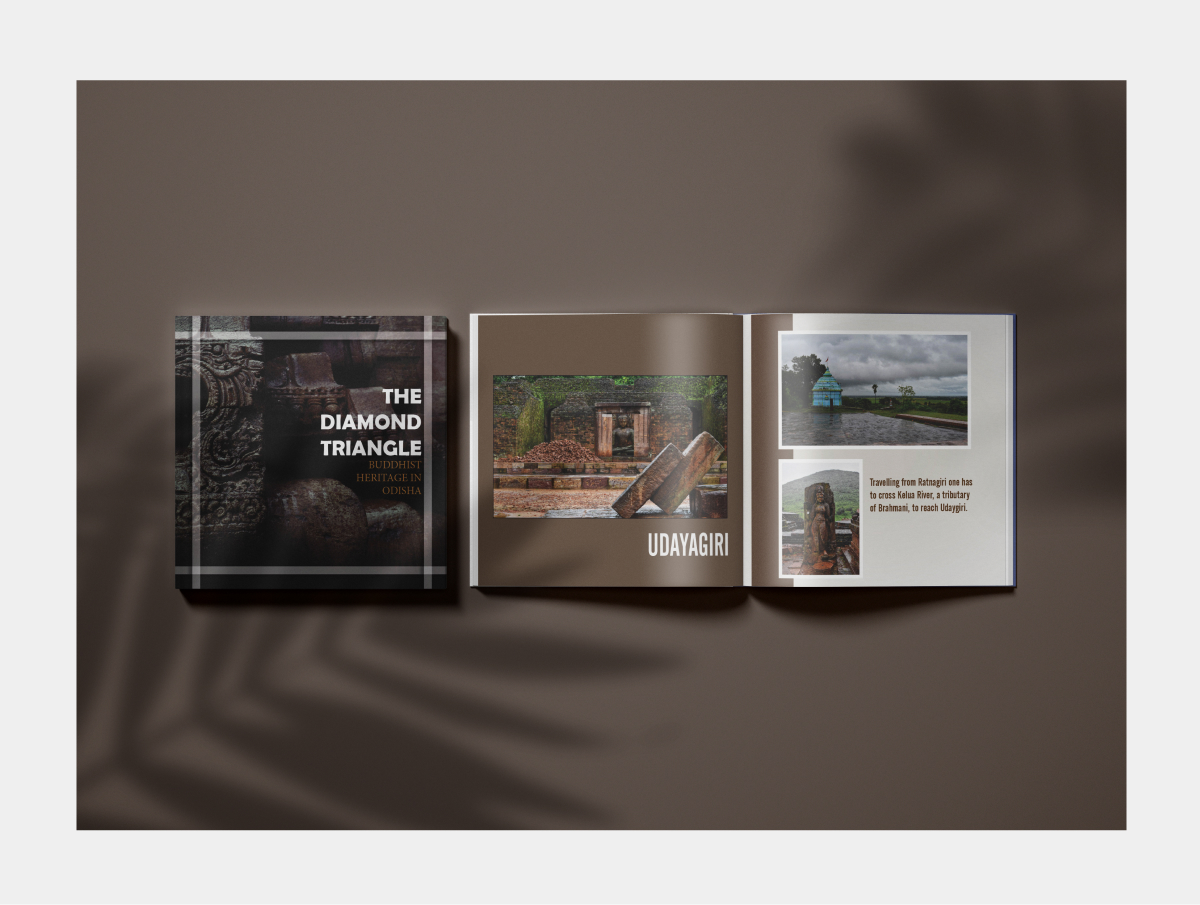 THE
DIAMOND
TRIANGLE
BUDDHIST
HERITAGE IN
ODISHA
UDAYAGIRI
Travelling from Ratnagiri one has
to cross Kelua River, a tributary
of Brahmani, to reach Udaygiri.